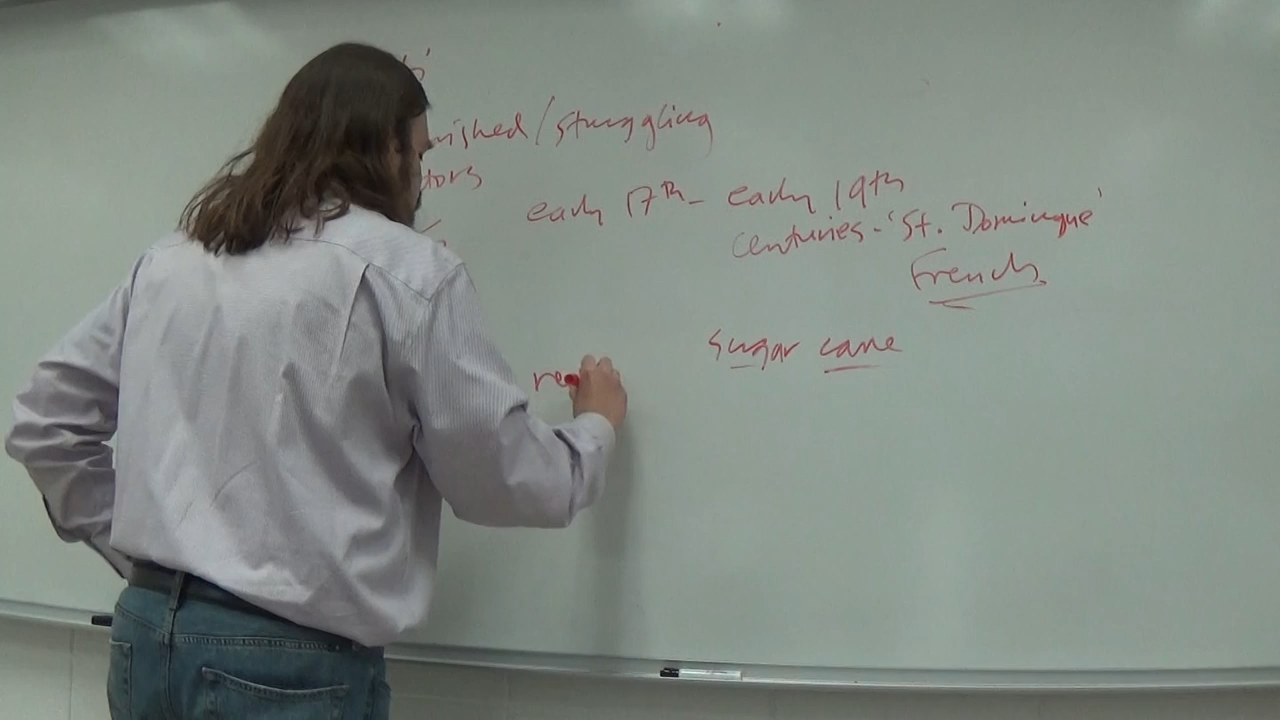 nished/struggling
tors
early 17th - early 19th
centuries - 'St. Domingue'
French
sugar cane
re